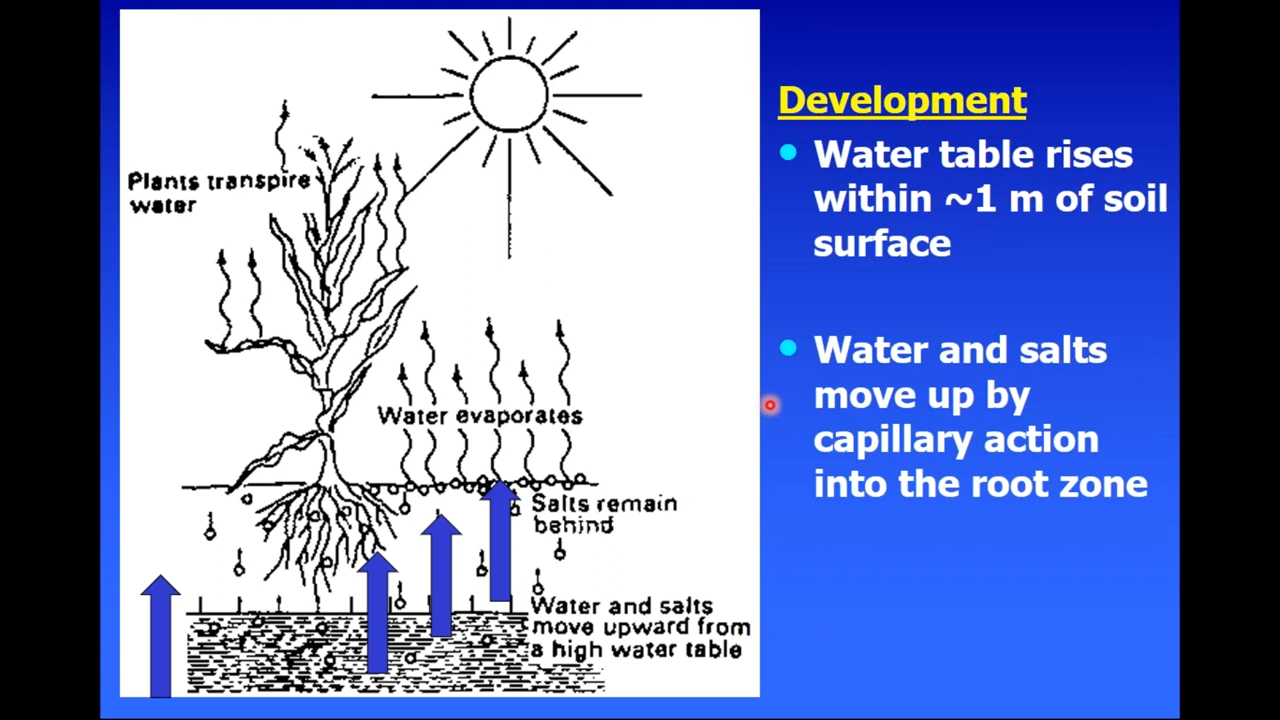 Plants transpire
water
Water evaporates
Salts remain
behind
Water and salts
move upward from
a high water table
Development
Water table rises
within ~1 m of soil
surface
Water and salts
move up by
capillary action
into the root zone